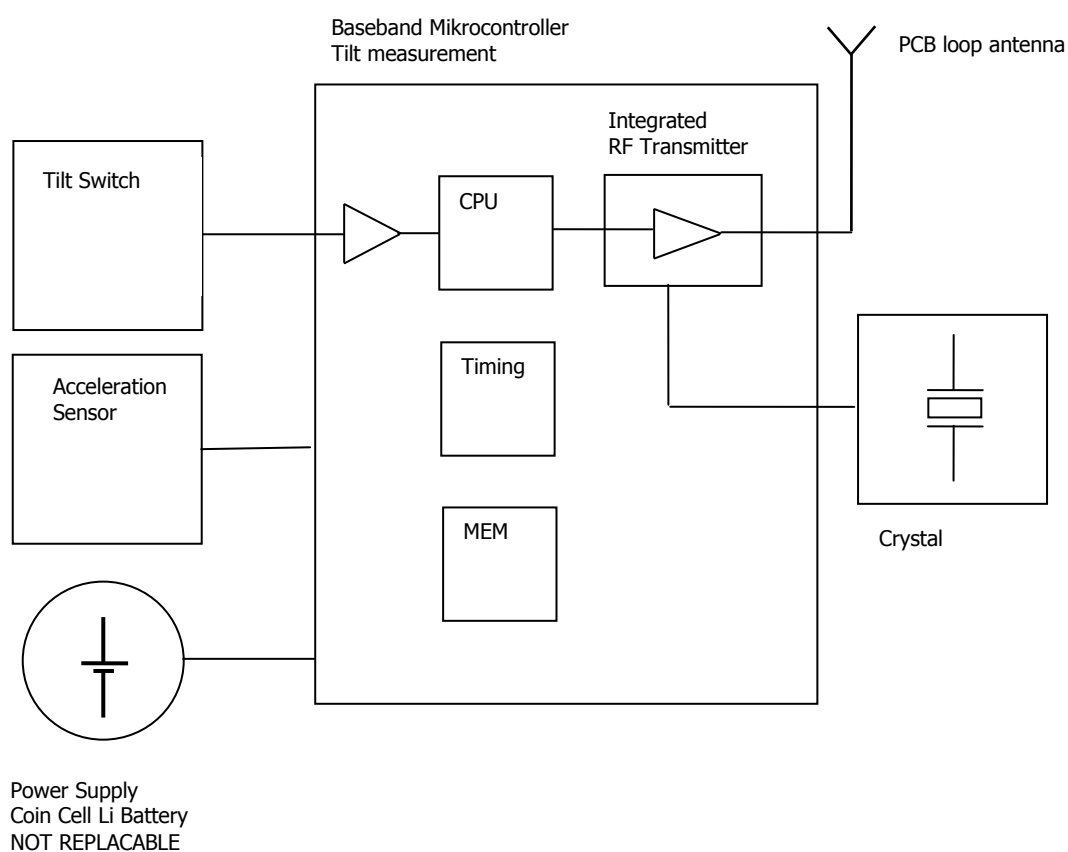 Baseband Mikrocontroller
Tilt measurement
PCB loop antenna
Integrated
RF Transmitter
Tilt Switch
CPU
Timing
Acceleration
Sensor
MEM
Crystal
Power Supply
Coin Cell Li Battery
NOT REPLACABLE